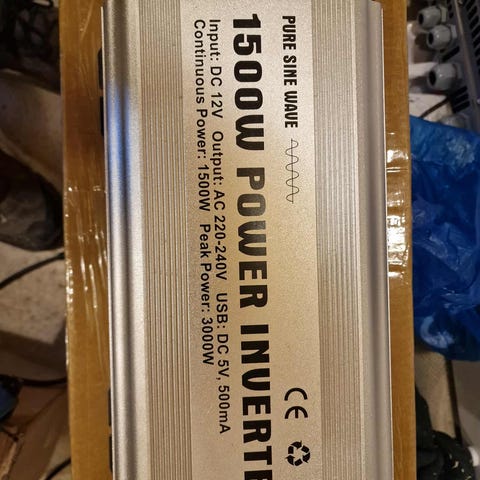 PURE SINE WAVE
1500W POWER INVERTE
Input: DC 12V Output: AC 220-240V USB: DC 5V, 500mA
Continuous Power: 1500W Peak Power: 3000W
CE